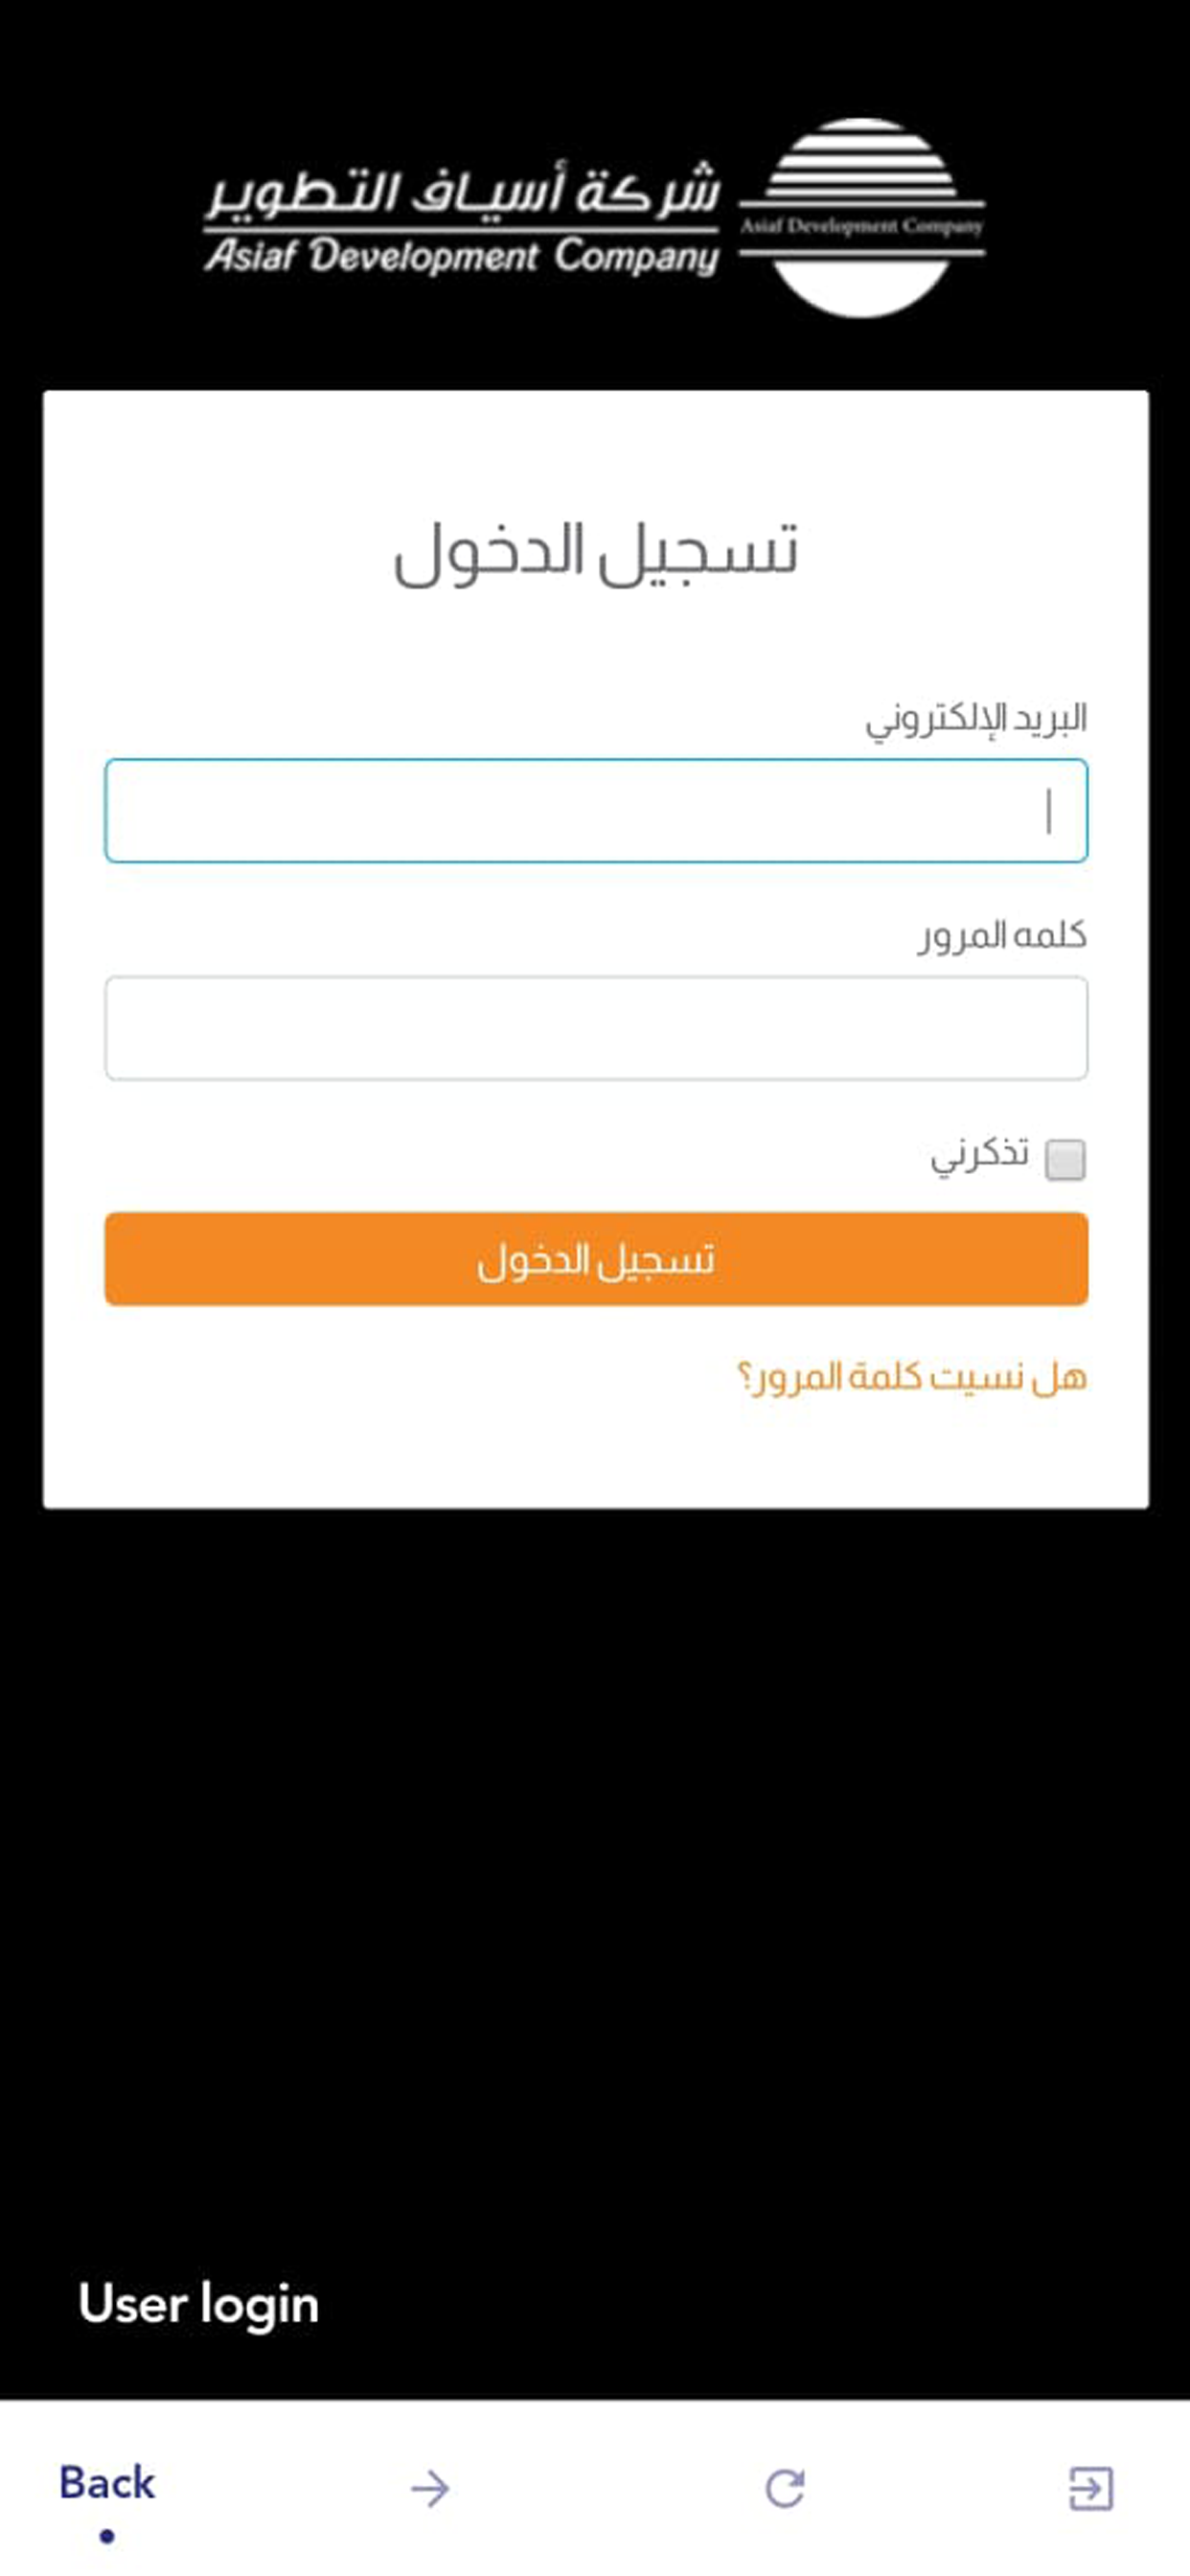 شركة أسياف التطوير
Asiaf Development Company
Asiaf Development Company
تسجيل الدخول
البريد الإلكتروني
كلمه المرور
تذكرني
تسجيل الدخول
هل نسيت كلمة المرور؟
User login
Back